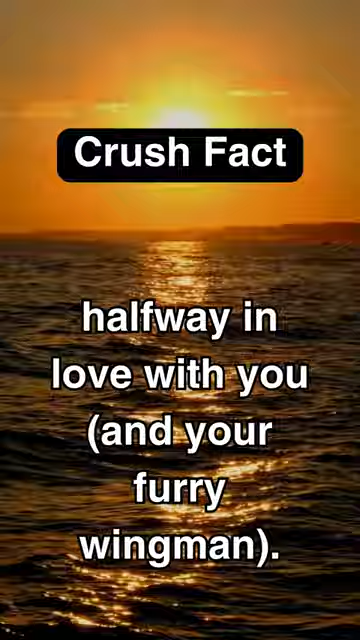 Crush Fact
halfway in
love with you
(and your
furry
wingman).